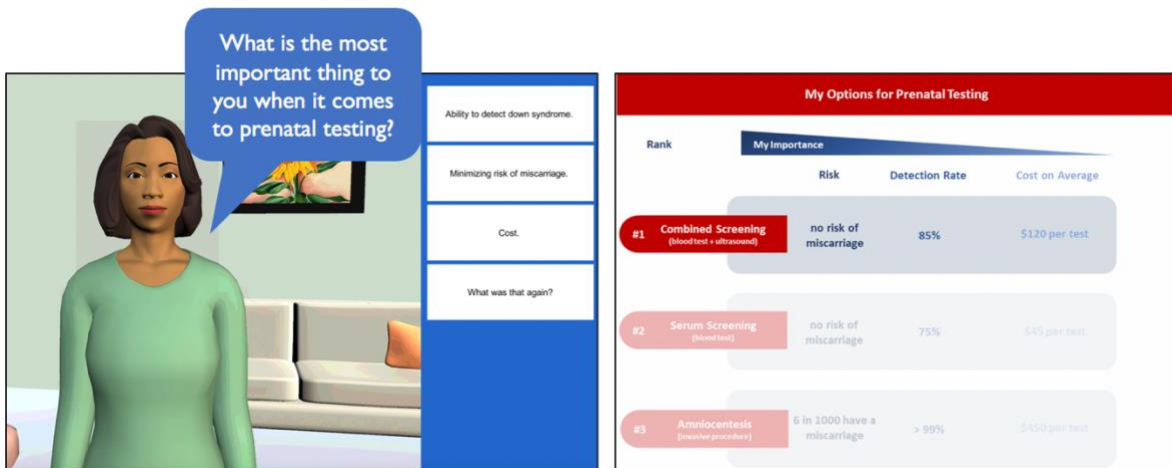 What is the most
important thing to
you when it comes
to prenatal testing?
Ability to detect down syndrome.
Minimizing risk of miscarriage.
Cost.
What was that again?
My Options for Prenatal Testing
Rank
My Importance
Risk
Detection Rate
Cost on Average
#1
Combined Screening
(blood test + ultrasound)
no risk of
miscarriage
85%
$120 per test
#2
Serum Screening
(blood test)
no risk of
miscarriage
75%
$45 per test
#3
Amniocentesis
(invasive procedure)
6 in 1000 have a
miscarriage
> 99%
$450 per test